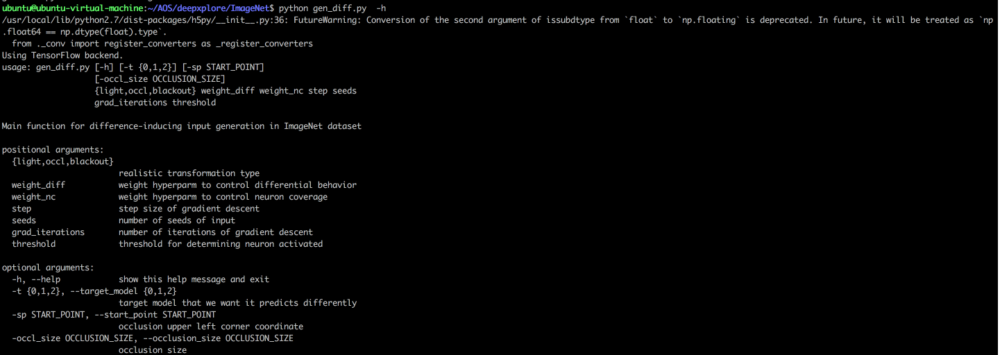 ubuntu@ubuntu-virtual-machine:~/AOS/deepxplore/ImageNet$ python gen_diff.py  -h
/usr/local/lib/python2.7/dist-packages/h5py/__init__.py:36: FutureWarning: Conversion of the second argument of issubdtype from `float` to `np.floating` is deprecated. In future, it will be treated as `np
.float64 == np.dtype(float).type`.
  from ._conv import register_converters as _register_converters
Using TensorFlow backend.
usage: gen_diff.py [-h] [-t {0,1,2}] [-sp START_POINT]
                   [-occl_size OCCLUSION_SIZE]
                   {light,occl,blackout} weight_diff weight_nc step seeds
                   grad_iterations threshold

Main function for difference-inducing input generation in ImageNet dataset

positional arguments:
  {light,occl,blackout}
                        realistic transformation type
  weight_diff           weight hyperparm to control differential behavior
  weight_nc             weight hyperparm to control neuron coverage
  step                  step size of gradient descent
  seeds                 number of seeds of input
  grad_iterations       number of iterations of gradient descent
  threshold             threshold for determining neuron activated

optional arguments:
  -h, --help            show this help message and exit
  -t {0,1,2}, --target_model {0,1,2}
                        target model that we want it predicts differently
  -sp START_POINT, --start_point START_POINT
                        occlusion upper left corner coordinate
  -occl_size OCCLUSION_SIZE, --occlusion_size OCCLUSION_SIZE
                        occlusion size